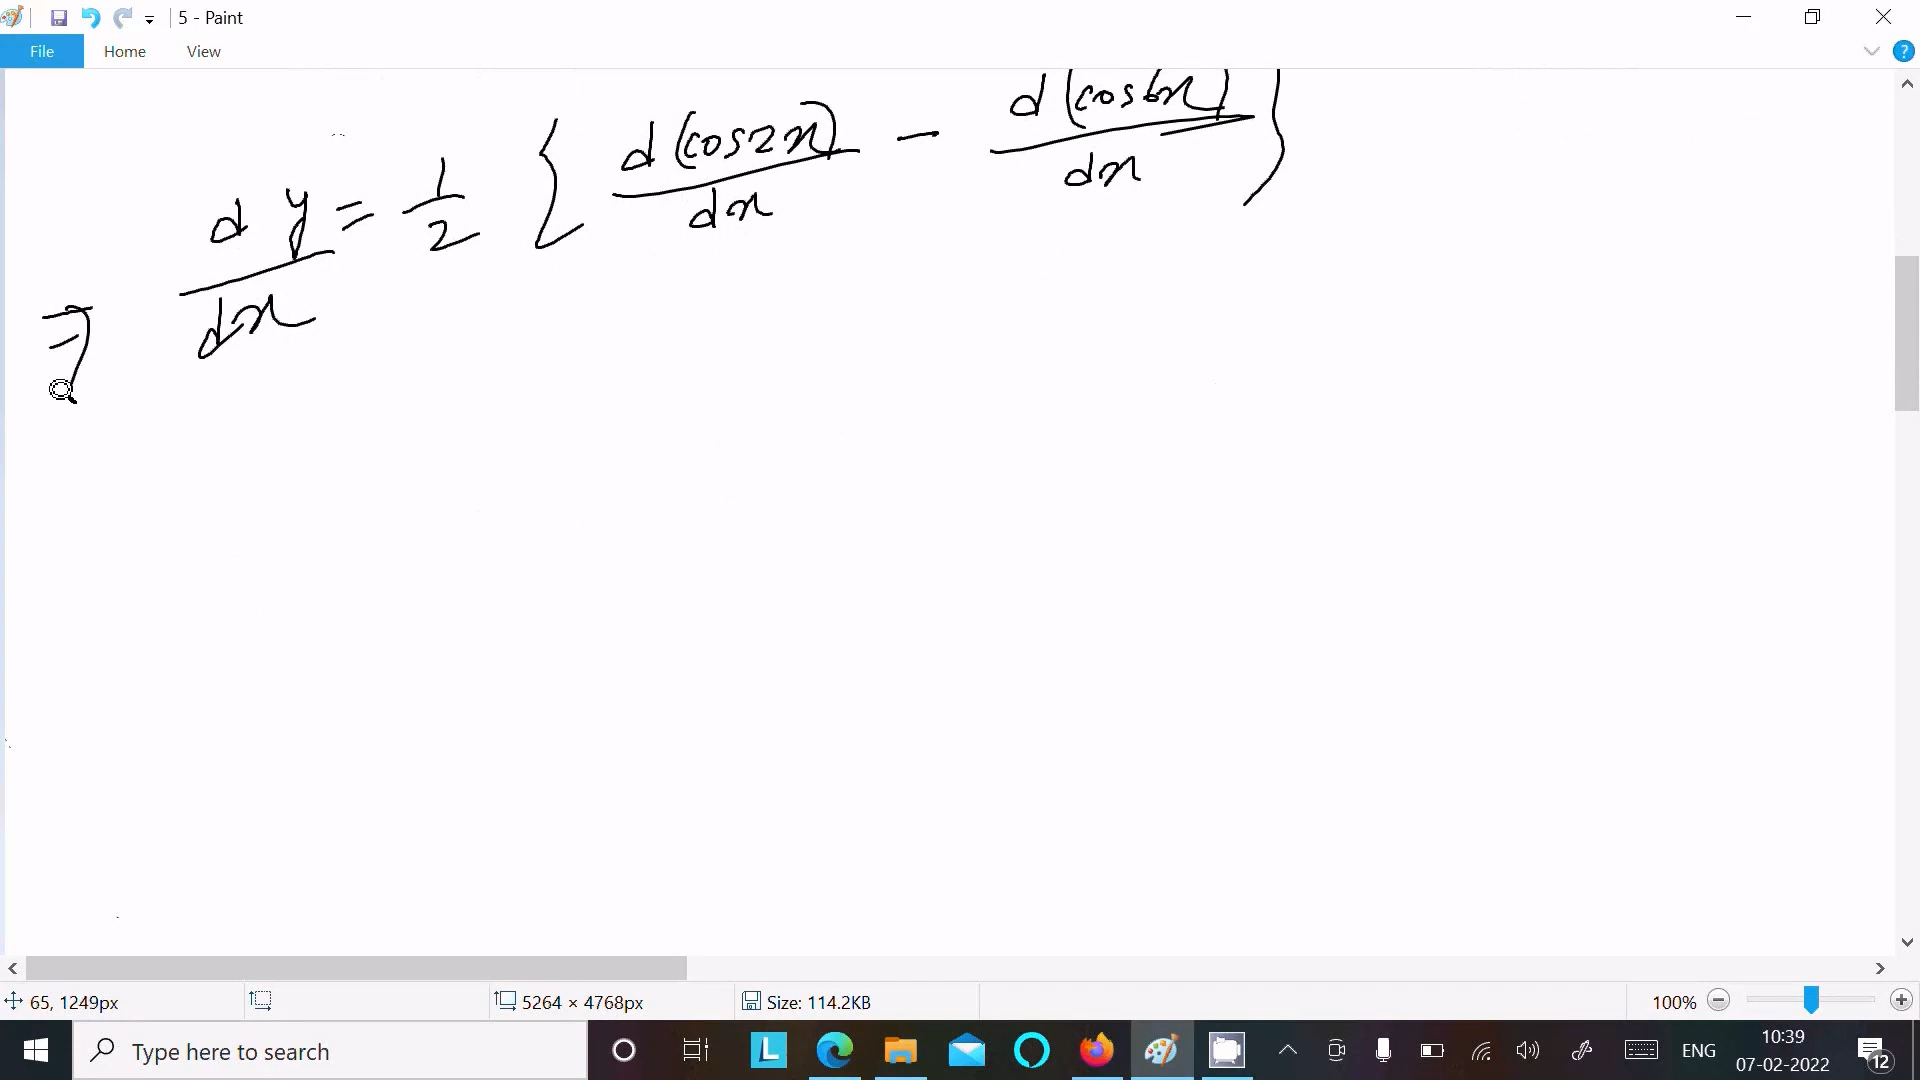 5 - Paint
File Home View
dy/dx = 1/2 { d(cos2x)/dx - d(cos6x)/dx }
⇒
65, 1249px 5264 × 4768px Size: 114.2KB 100%
Type here to search L ENG 10:39
07-02-2022 12